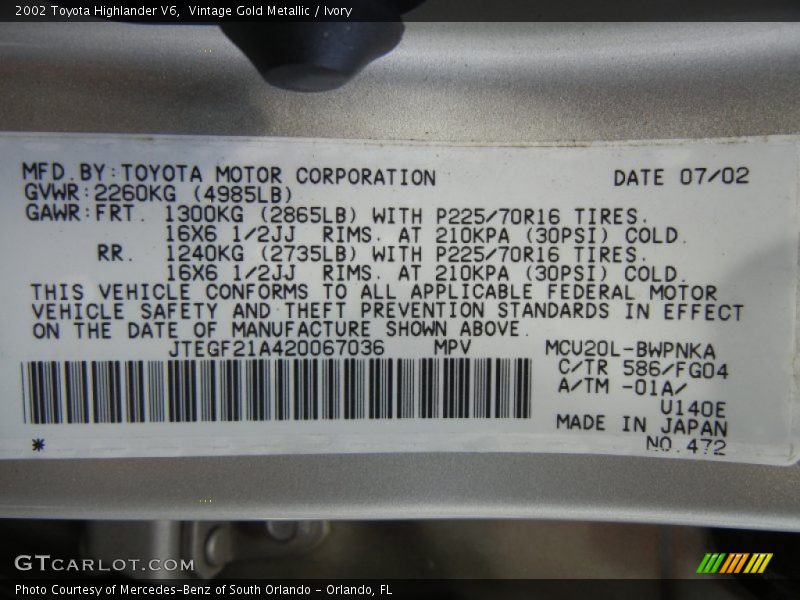 2002 Toyota Highlander V6,  Vintage Gold Metallic / Ivory
MFD.BY:TOYOTA MOTOR CORPORATION DATE 07/02
GVWR:2260KG (4985LB)
GAWR:FRT. 1300KG (2865LB) WITH P225/70R16 TIRES.
16X6 1/2JJ RIMS. AT 210KPA (30PSI) COLD.
RR. 1240KG (2735LB) WITH P225/70R16 TIRES.
16X6 1/2JJ RIMS. AT 210KPA (30PSI) COLD.
THIS VEHICLE CONFORMS TO ALL APPLICABLE FEDERAL MOTOR
VEHICLE SAFETY AND THEFT PREVENTION STANDARDS IN EFFECT
ON THE DATE OF MANUFACTURE SHOWN ABOVE.
JTEGF21A420067036 MPV MCU20L-BWPNKA
C/TR 586/FG04
A/TM -01A/
U140E
MADE IN JAPAN
* NO.472
GTCARLOT.COM
Photo Courtesy of Mercedes-Benz of South Orlando - Orlando, FL